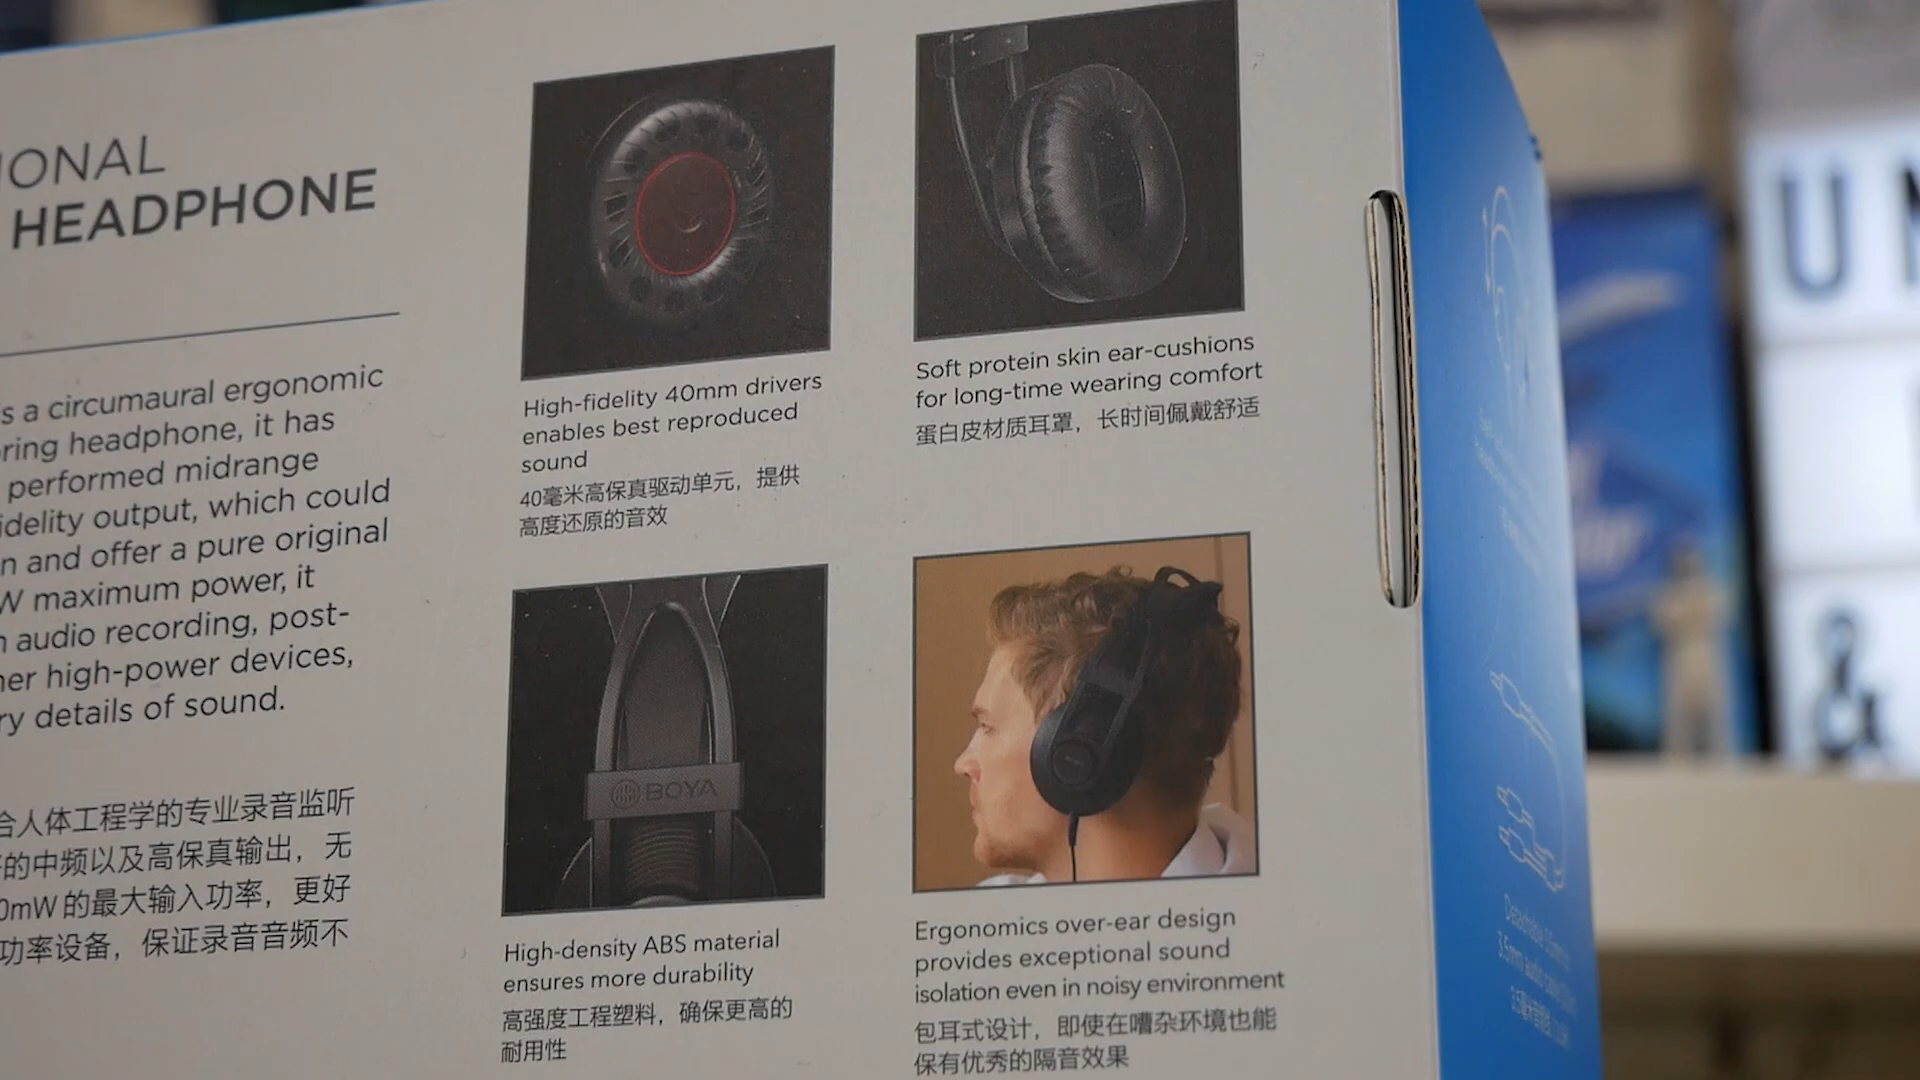 IONAL
HEADPHONE
s a circumaural ergonomic
ring headphone, it has
performed midrange
idelity output, which could
n and offer a pure original
W maximum power, it
audio recording, post-
er high-power devices,
ry details of sound.
合人体工程学的专业录音监听
的中频以及高保真输出，无
0mW的最大输入功率，更好
功率设备，保证录音音频不
High-fidelity 40mm drivers
enables best reproduced
sound
40毫米高保真驱动单元，提供
高度还原的音效
Soft protein skin ear-cushions
for long-time wearing comfort
蛋白皮材质耳罩，长时间佩戴舒适
BOYA
High-density ABS material
ensures more durability
高强度工程塑料，确保更高的
耐用性
Ergonomics over-ear design
provides exceptional sound
isolation even in noisy environment
包耳式设计，即使在嘈杂环境也能
保有优秀的隔音效果
Detachable
3.5mm audio
U
&